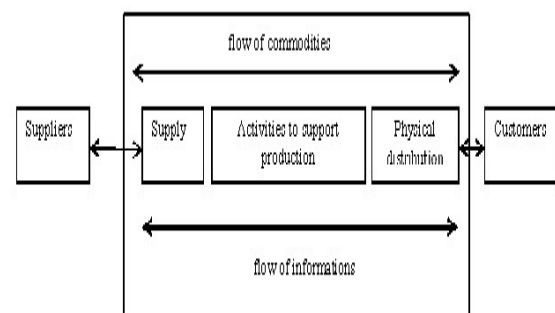 flow of commodities
Suppliers
Supply
Activities to support
production
Physical
distribution
Customers
flow of informations